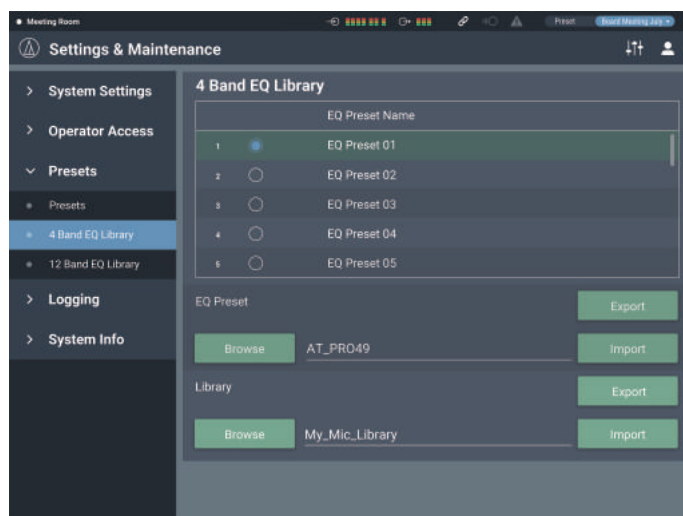 Meeting Room
Preset
Board Meeting July
Settings & Maintenance
System Settings
Operator Access
Presets
Presets
4 Band EQ Library
12 Band EQ Library
Logging
System Info
4 Band EQ Library
EQ Preset Name
1 EQ Preset 01
2 EQ Preset 02
3 EQ Preset 03
4 EQ Preset 04
5 EQ Preset 05
EQ Preset
Export
Browse
AT_PRO49
Import
Library
Export
Browse
My_Mic_Library
Import